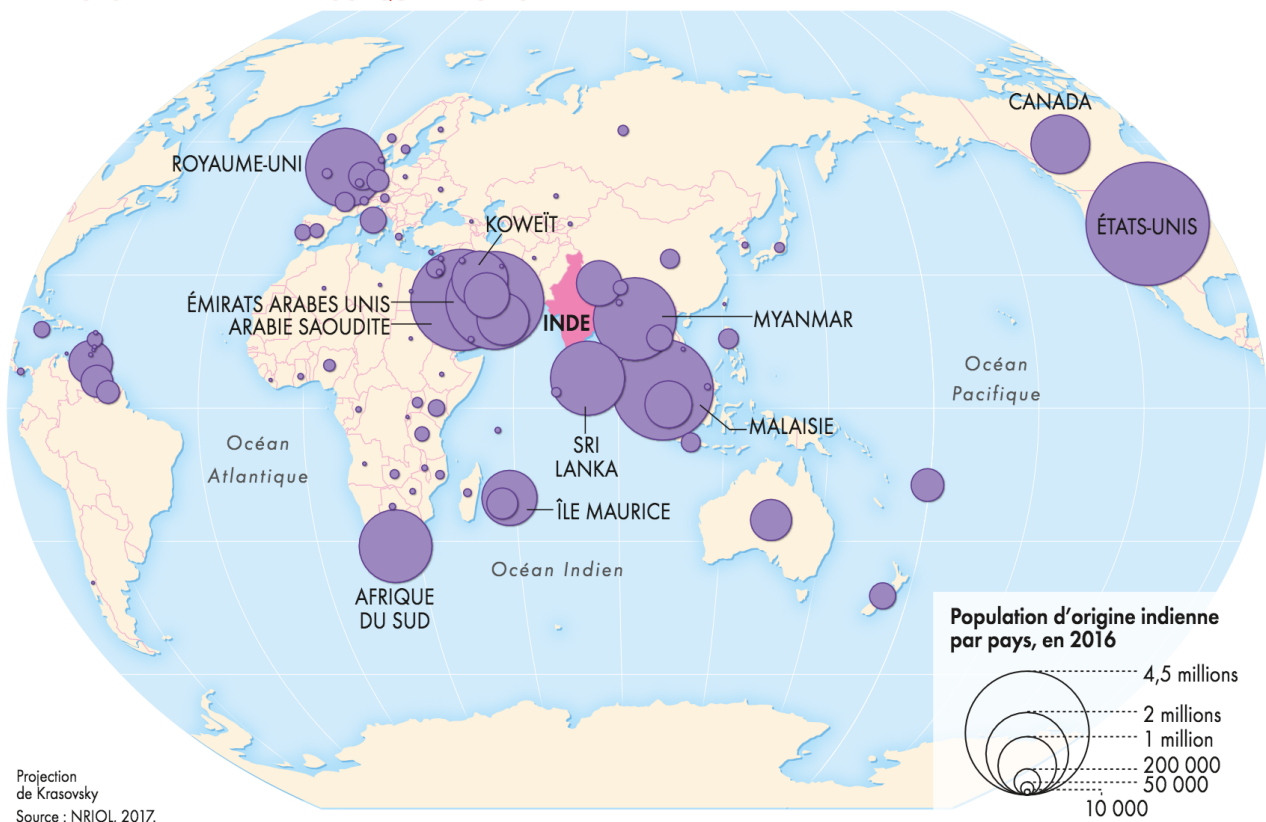 CANADA
ROYAUME-UNI
ÉTATS-UNIS
KOWEÏT
ÉMIRATS ARABES UNIS
ARABIE SAOUDITE
INDE
MYANMAR
Océan
Pacifique
MALAISIE
Océan
Atlantique
SRI
LANKA
ÎLE MAURICE
Océan Indien
AFRIQUE
DU SUD
Population d'origine indienne
par pays, en 2016
4,5 millions
2 millions
1 million
200 000
50 000
10 000
Projection
de Krasovsky
Source : NRIOL, 2017.